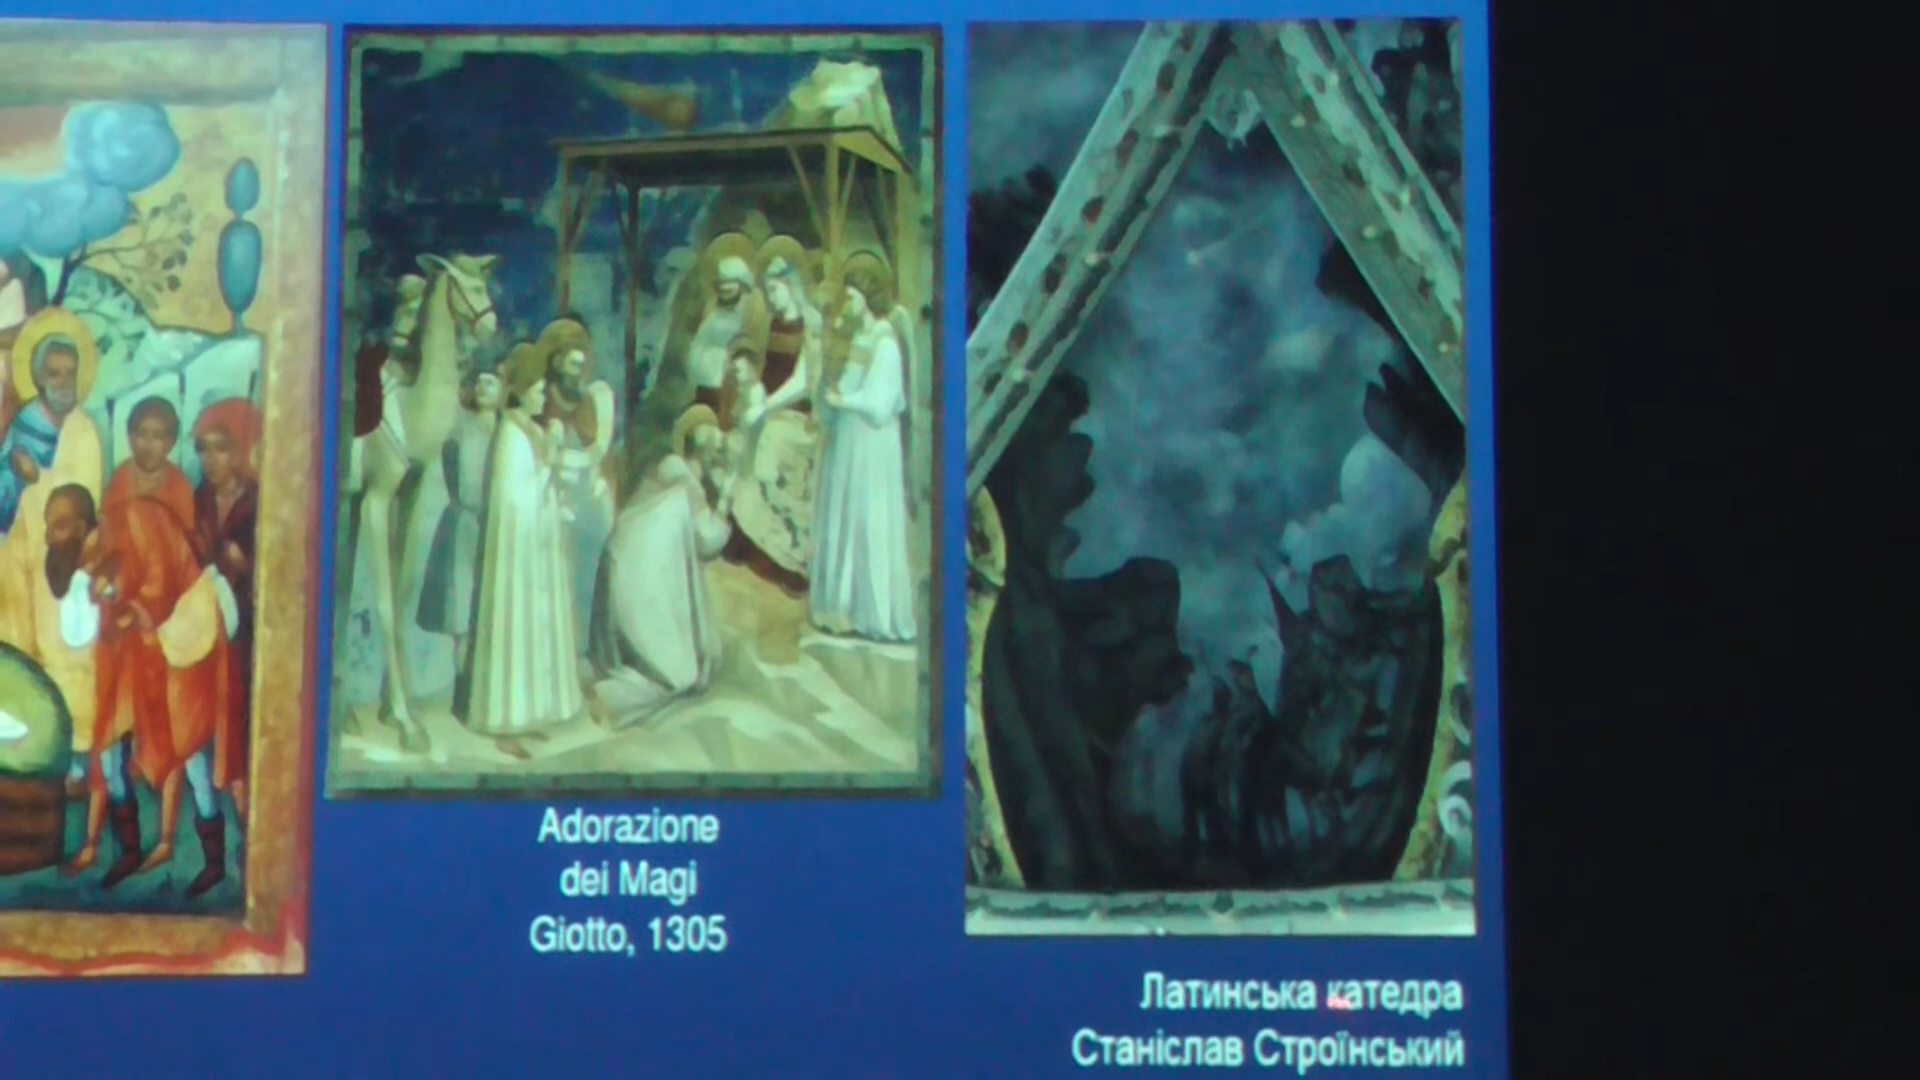 Adorazione
dei Magi
Giotto, 1305
Латинська катедра
Станіслав Строїнський